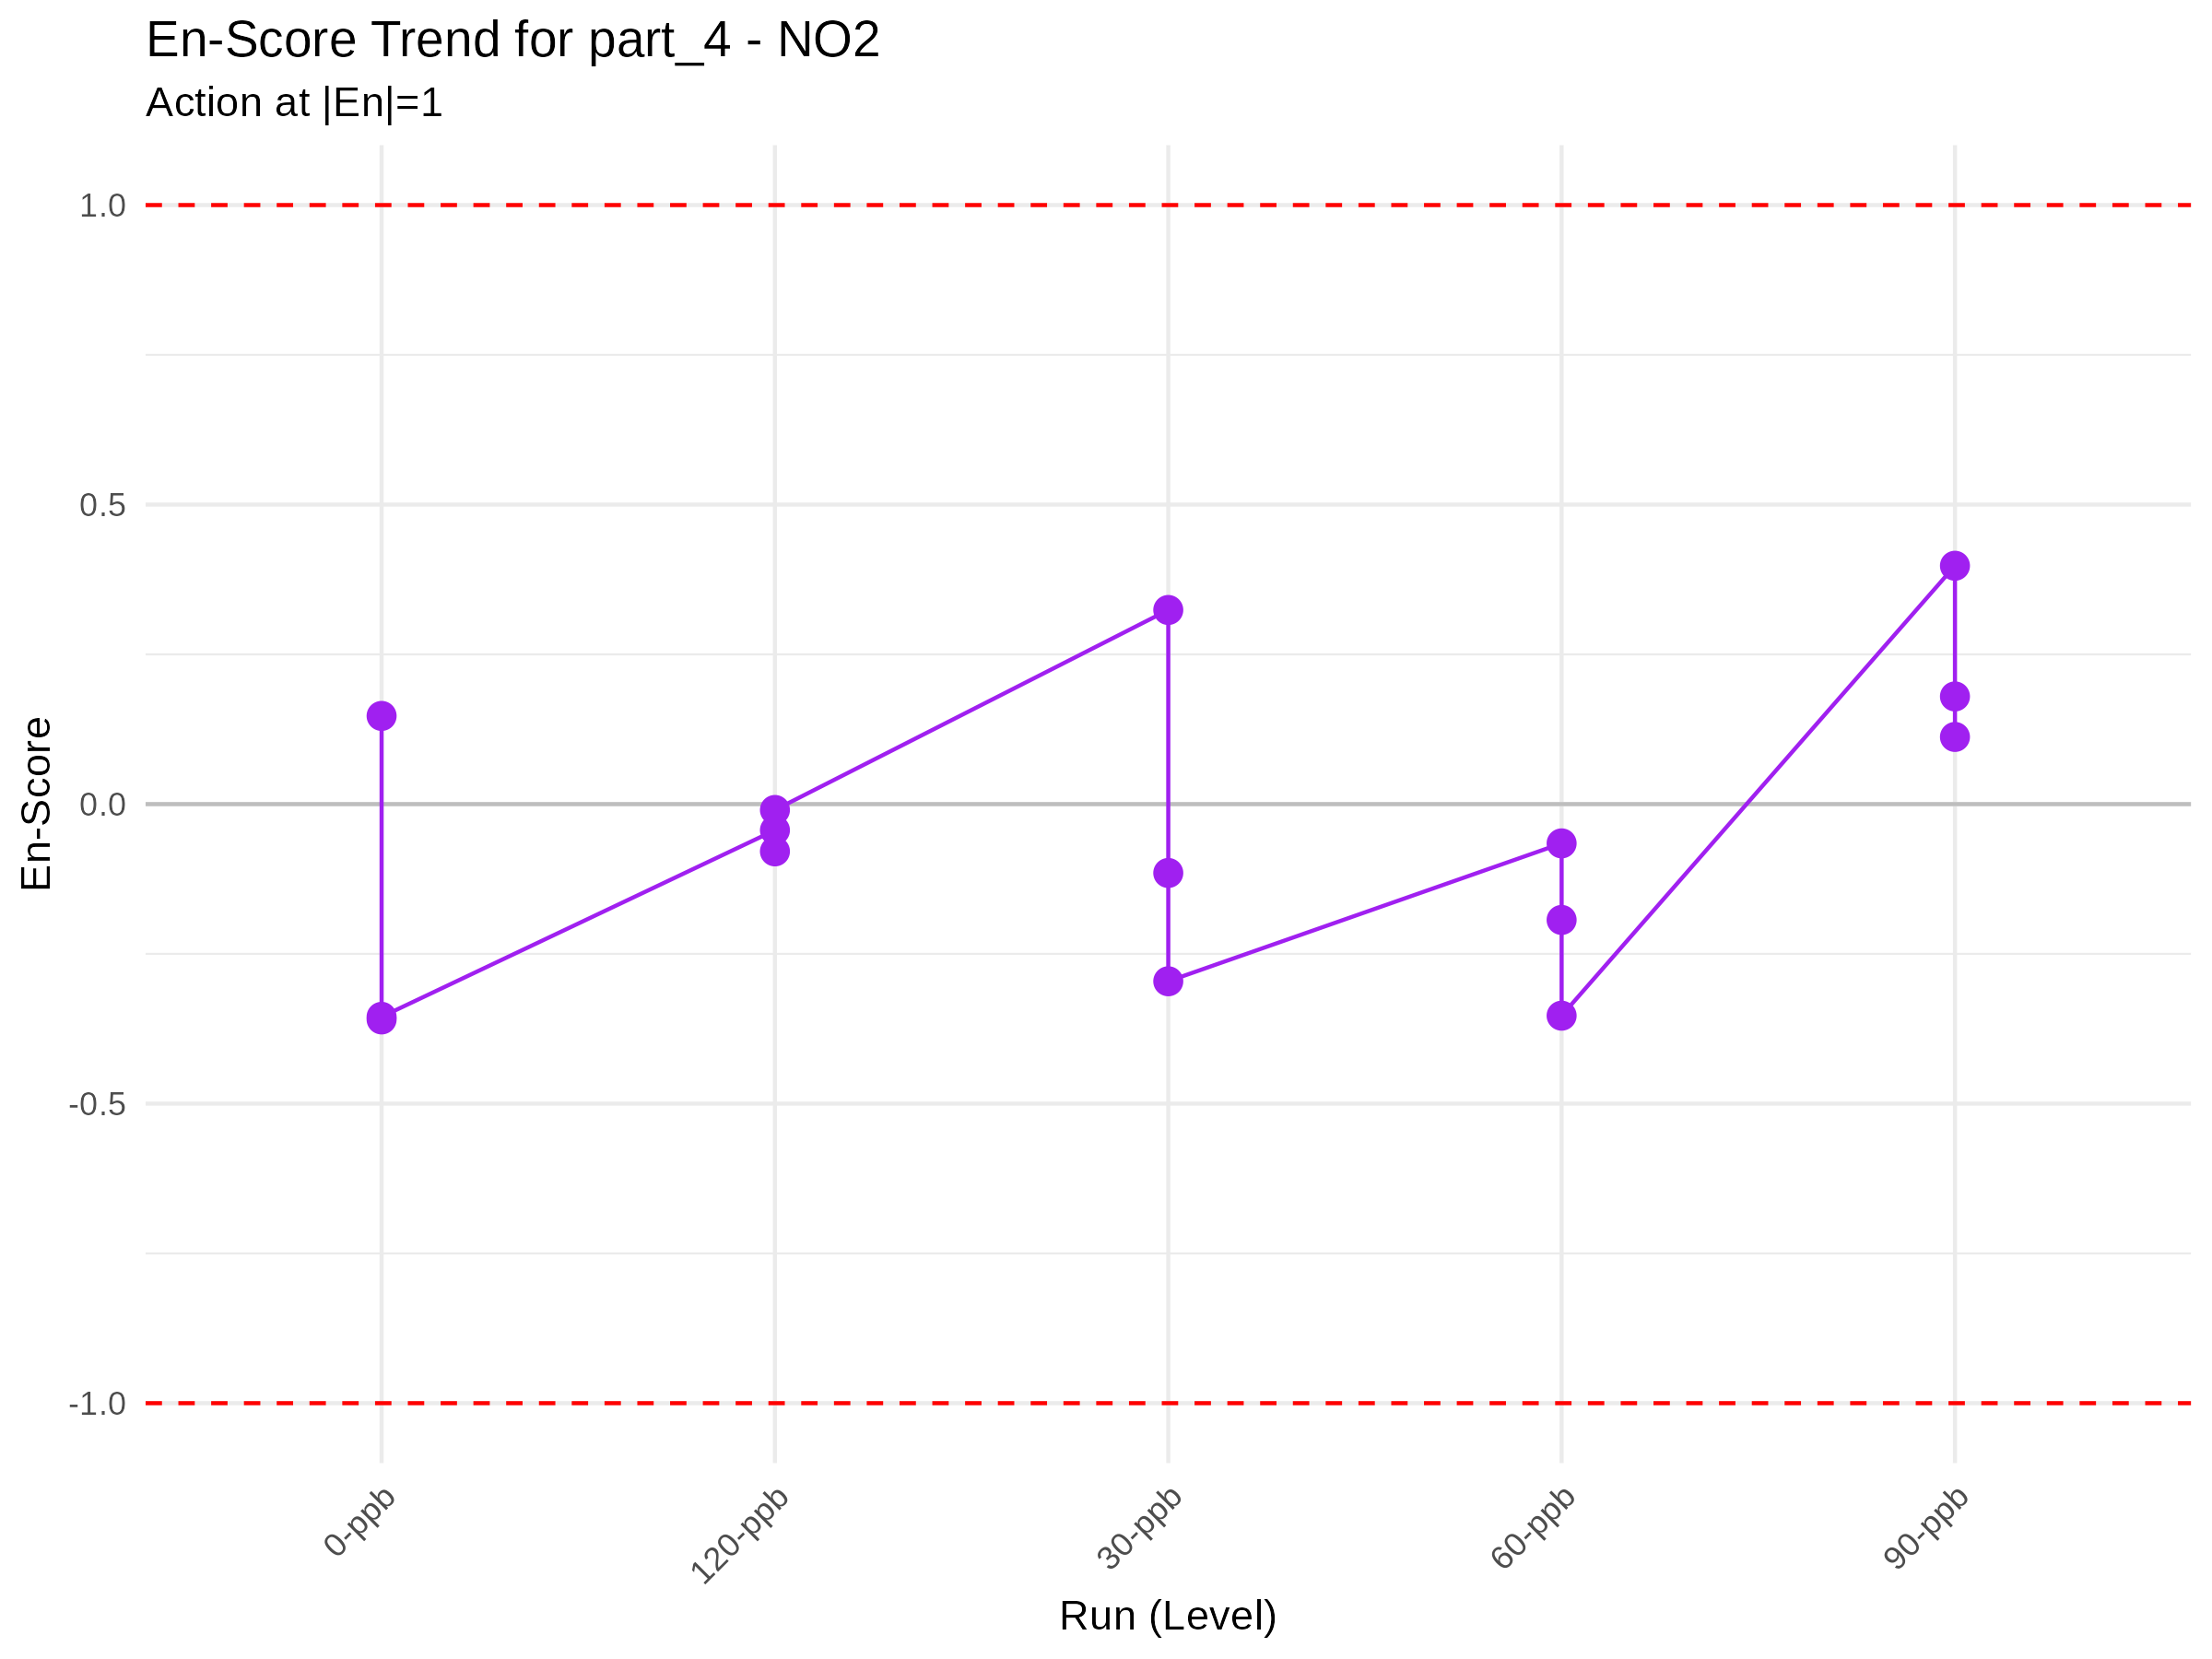 En-Score Trend for part_4 - NO2
Action at |En|=1
En-Score
1.0
0.5
0.0
-0.5
-1.0
0-ppb
120-ppb
30-ppb
60-ppb
90-ppb
Run (Level)